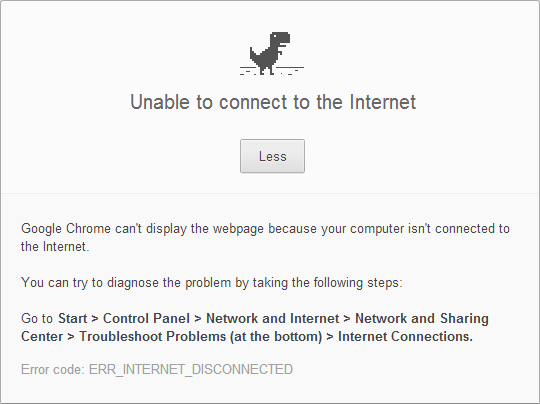 Unable to connect to the Internet
Less
Google Chrome can't display the webpage because your computer isn't connected to
the Internet.
You can try to diagnose the problem by taking the following steps:
Go to Start > Control Panel > Network and Internet > Network and Sharing
Center > Troubleshoot Problems (at the bottom) > Internet Connections.
Error code: ERR_INTERNET_DISCONNECTED